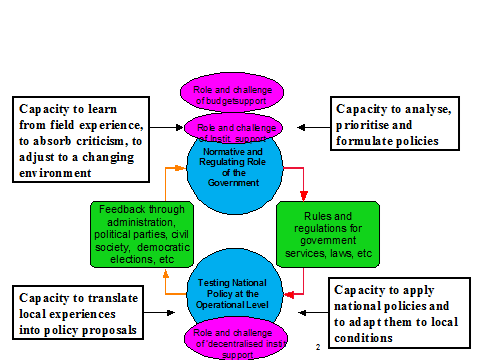 Role and challenge
of budgetsupport
Capacity to learn
from field experience,
to absorb criticism, to
adjust to a changing
environment
Role and challenge
of Instit. support
Capacity to analyse,
prioritise and
formulate policies
Normative and
Regulating Role
of the
Government
Feedback through
administration,
political parties, civil
society, democratic
elections, etc
Rules and
regulations for
government
services, laws, etc
Testing National
Policy at the
Operational Level
Capacity to translate
local experiences
into policy proposals
Capacity to apply
national policies and
to adapt them to local
conditions
Role and challenge
of 'decentralised Instit
support
2